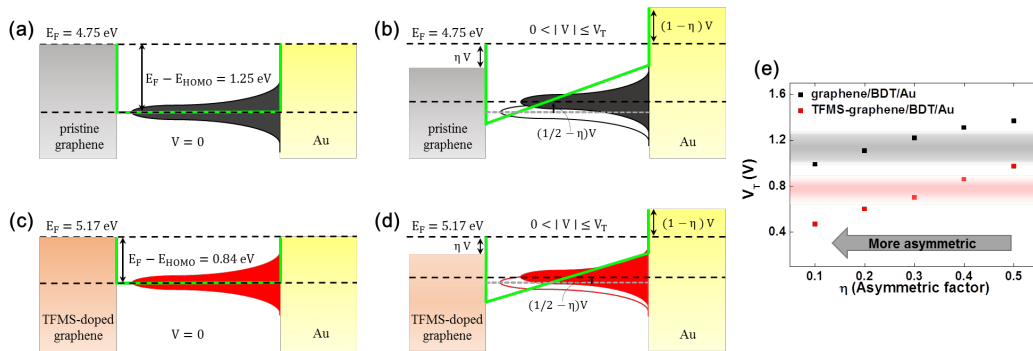 (a)
E_F = 4.75 eV
E_F − E_HOMO = 1.25 eV
pristine
graphene
V = 0
Au
(b)
E_F = 4.75 eV
0 < | V | ≤ V_T
(1 − η) V
η V
(1/2 − η)V
pristine
graphene
Au
(c)
E_F = 5.17 eV
E_F − E_HOMO = 0.84 eV
TFMS-doped
graphene
V = 0
Au
(d)
E_F = 5.17 eV
0 < | V | ≤ V_T
(1 − η) V
η V
(1/2 − η)V
TFMS-doped
graphene
Au
(e)
graphene/BDT/Au
TFMS-graphene/BDT/Au
V_T (V)
1.6
1.2
0.8
0.4
More asymmetric
0.1 0.2 0.3 0.4 0.5
η (Asymmetric factor)